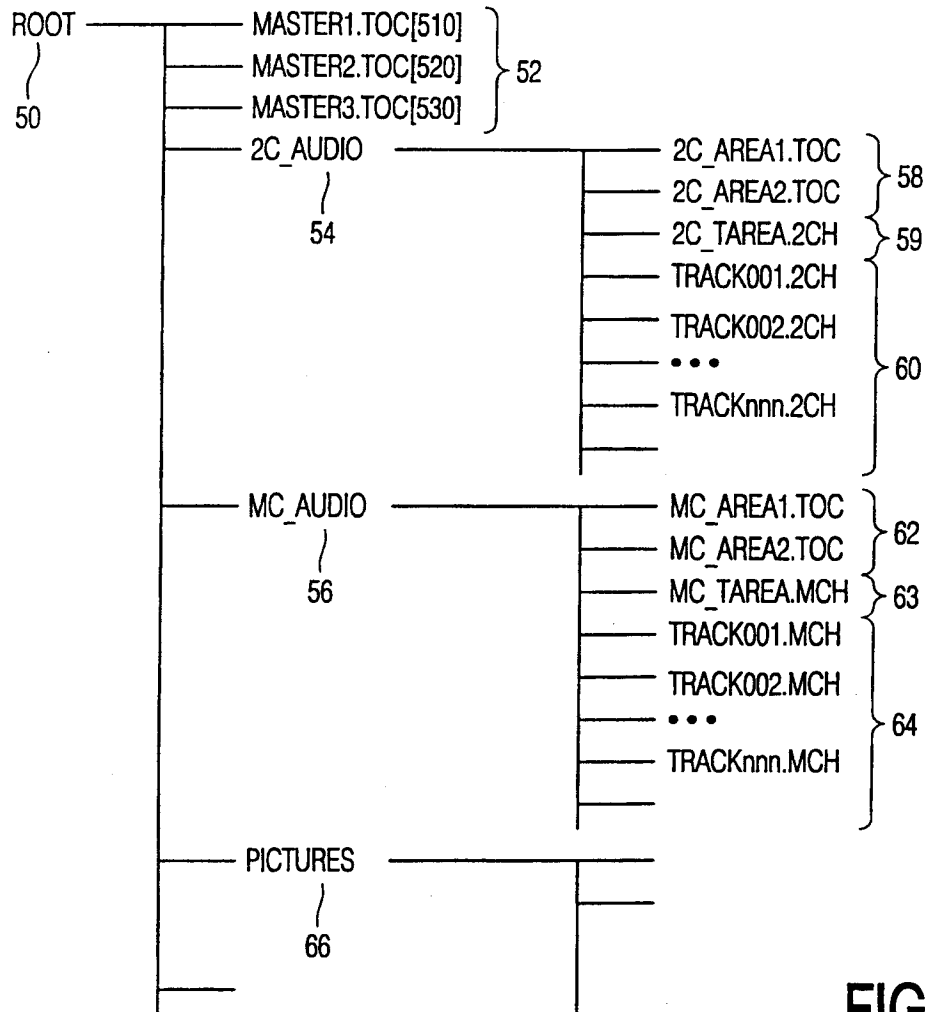 ROOT
50
MASTER1.TOC[510]
MASTER2.TOC[520]
MASTER3.TOC[530]
52
2C_AUDIO
54
2C_AREA1.TOC
2C_AREA2.TOC
58
2C_TAREA.2CH
59
TRACK001.2CH
TRACK002.2CH
•••
TRACKnnn.2CH
60
MC_AUDIO
56
MC_AREA1.TOC
MC_AREA2.TOC
62
MC_TAREA.MCH
63
TRACK001.MCH
TRACK002.MCH
•••
TRACKnnn.MCH
64
PICTURES
66
FIG